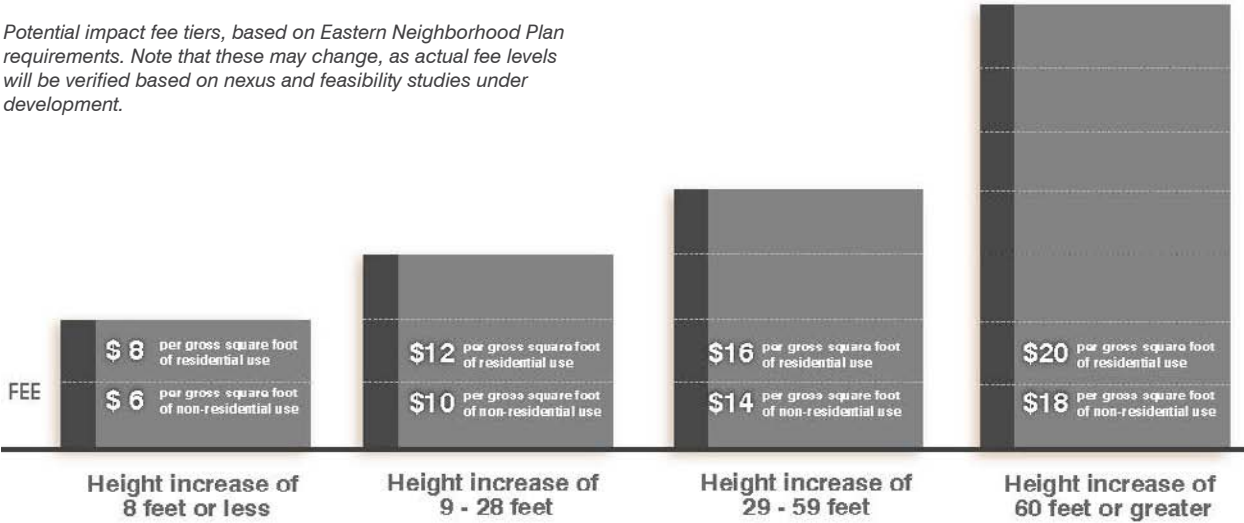 Potential impact fee tiers, based on Eastern Neighborhood Plan
requirements. Note that these may change, as actual fee levels
will be verified based on nexus and feasibility studies under
development.
FEE
$ 8 per gross square foot
of residential use
$ 6 per gross square foot
of non-residential use
Height increase of
8 feet or less
$12 per gross square foot
of residential use
$10 per gross square foot
of non-residential use
Height increase of
9 - 28 feet
$16 per gross square foot
of residential use
$14 per gross square foot
of non-residential use
Height increase of
29 - 59 feet
$20 per gross square foot
of residential use
$18 per gross square foot
of non-residential use
Height increase of
60 feet or greater